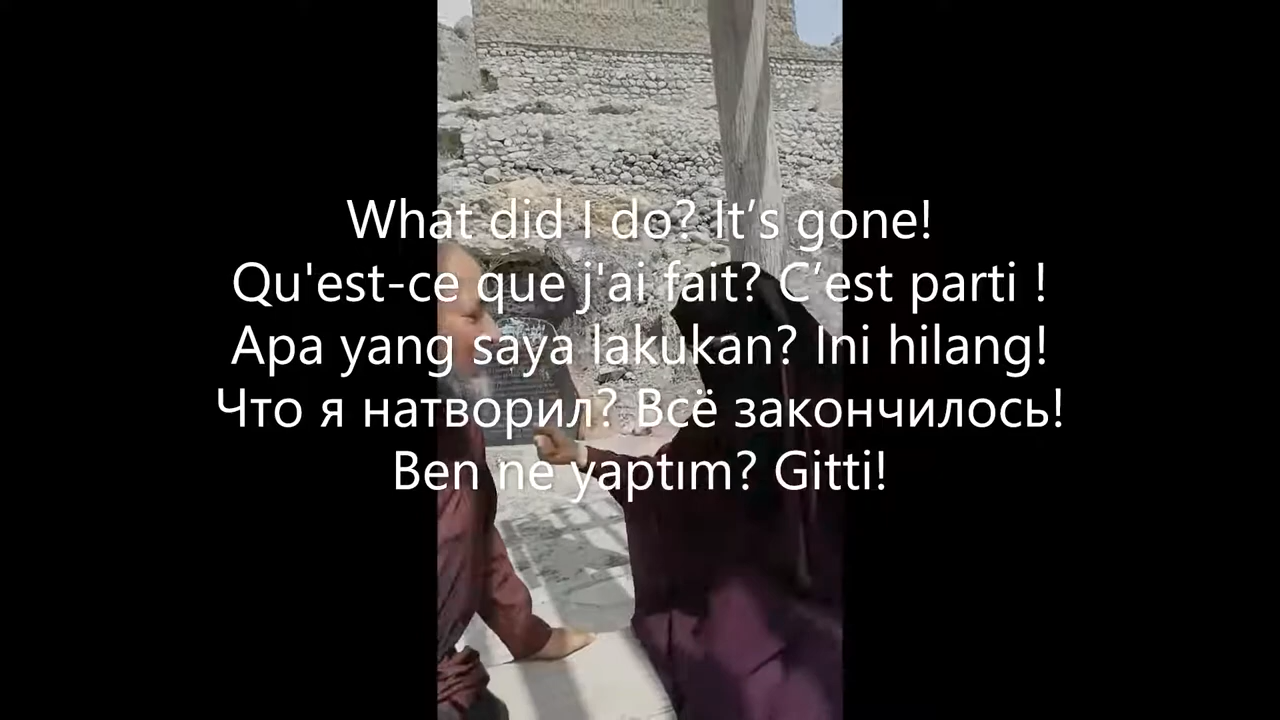 What did I do? It’s gone!
Qu'est-ce que j'ai fait? C’est parti !
Apa yang saya lakukan? Ini hilang!
Что я натворил? Всё закончилось!
Ben ne yaptım? Gitti!